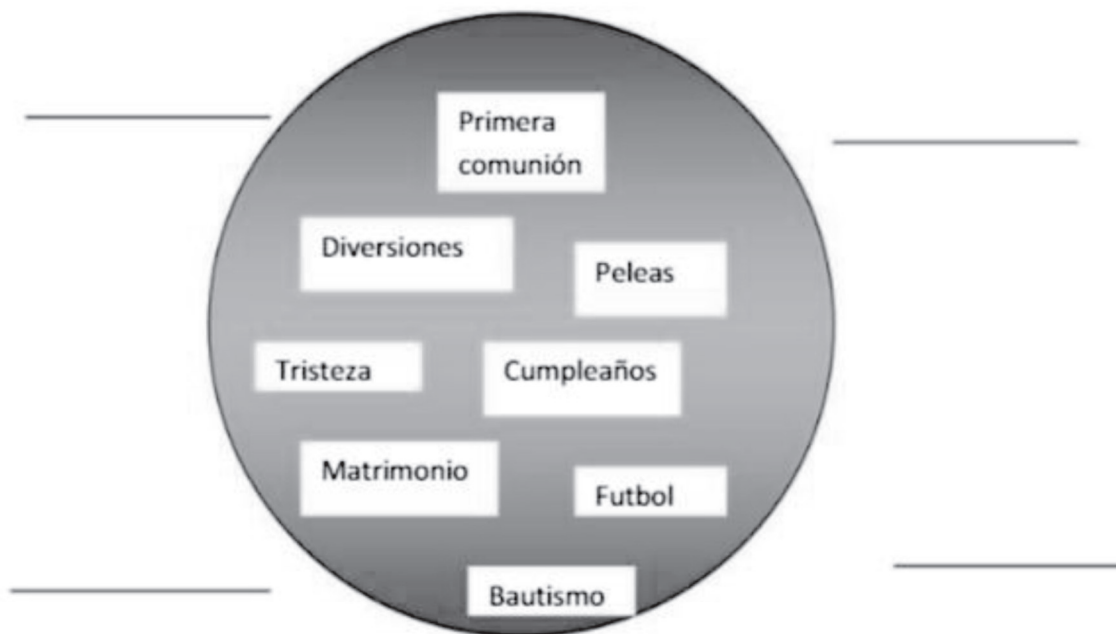 Primera
comunión
Diversiones
Peleas
Tristeza
Cumpleaños
Matrimonio
Futbol
Bautismo